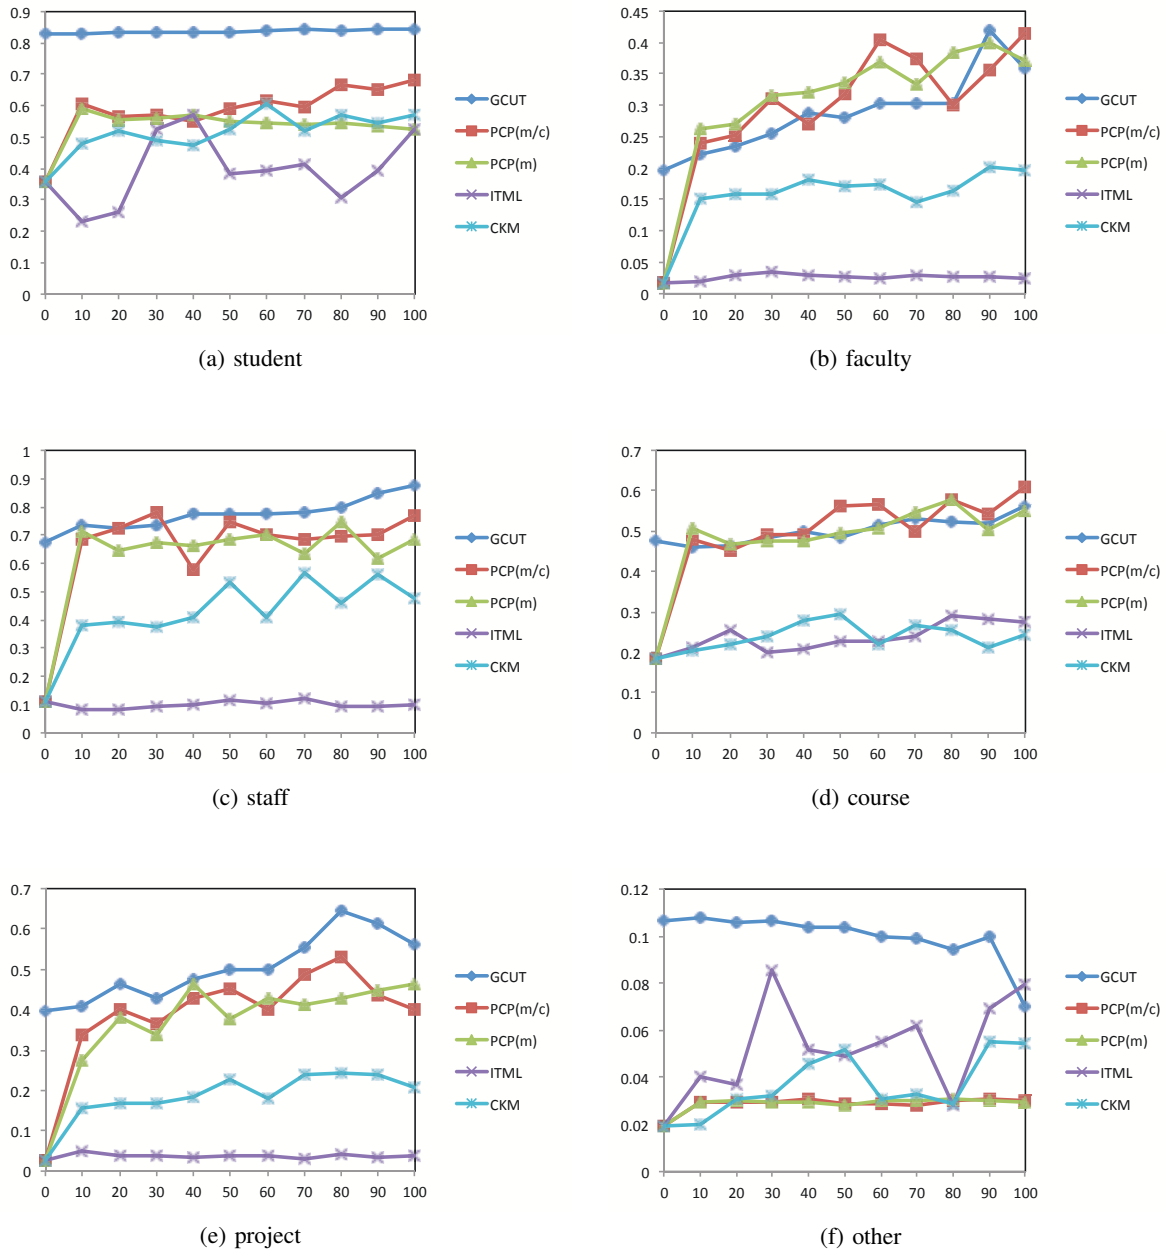 0.9
0.8
0.7
0.6
0.5
0.4
0.3
0.2
0.1
0
0 10 20 30 40 50 60 70 80 90 100
GCUT
PCP(m/c)
PCP(m)
ITML
CKM
(a) student
0.45
0.4
0.35
0.3
0.25
0.2
0.15
0.1
0.05
0
0 10 20 30 40 50 60 70 80 90 100
GCUT
PCP(m/c)
PCP(m)
ITML
CKM
(b) faculty
1
0.9
0.8
0.7
0.6
0.5
0.4
0.3
0.2
0.1
0
0 10 20 30 40 50 60 70 80 90 100
GCUT
PCP(m/c)
PCP(m)
ITML
CKM
(c) staff
0.7
0.6
0.5
0.4
0.3
0.2
0.1
0
0 10 20 30 40 50 60 70 80 90 100
GCUT
PCP(m/c)
PCP(m)
ITML
CKM
(d) course
0.7
0.6
0.5
0.4
0.3
0.2
0.1
0
0 10 20 30 40 50 60 70 80 90 100
GCUT
PCP(m/c)
PCP(m)
ITML
CKM
(e) project
0.12
0.1
0.08
0.06
0.04
0.02
0
0 10 20 30 40 50 60 70 80 90 100
GCUT
PCP(m/c)
PCP(m)
ITML
CKM
(f) other